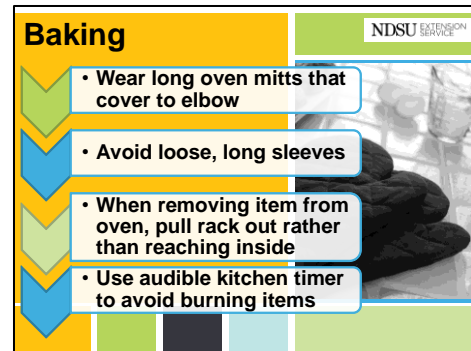 Baking
NDSU EXTENSION
SERVICE
• Wear long oven mitts that
cover to elbow
• Avoid loose, long sleeves
• When removing item from
oven, pull rack out rather
than reaching inside
• Use audible kitchen timer
to avoid burning items